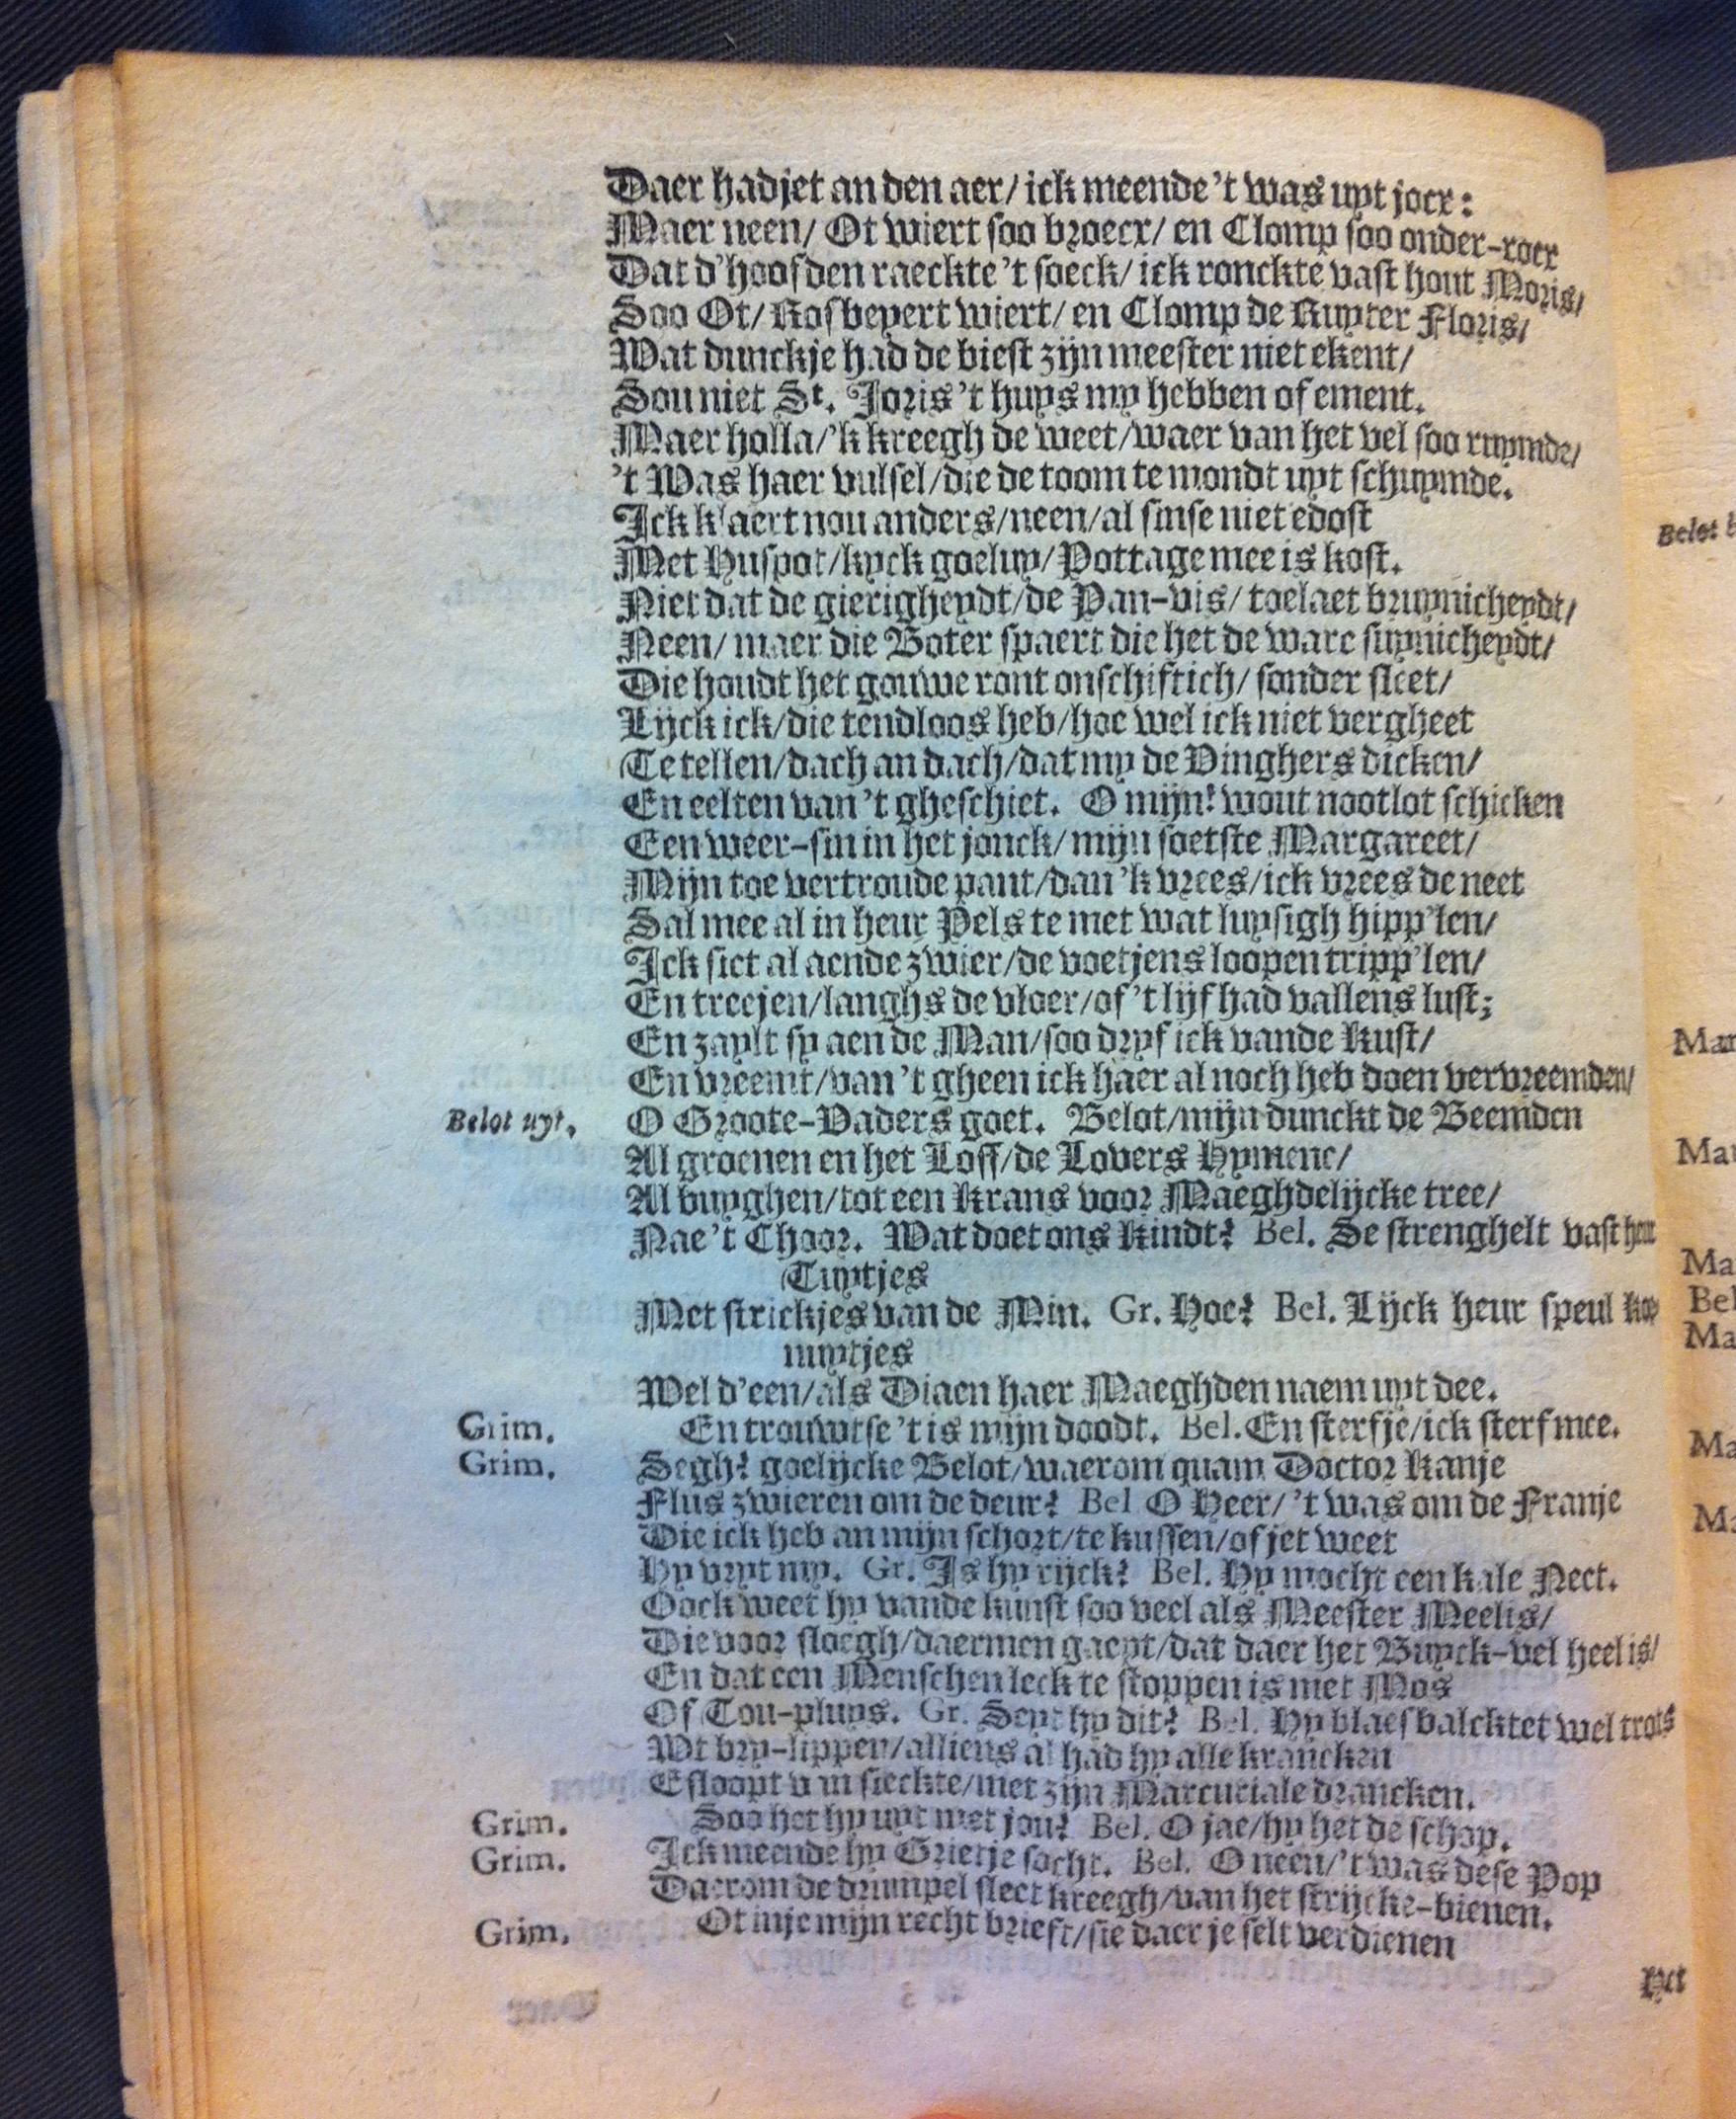 Daer hadjet an den aer/ ick meende 't was uyt jocx:
Maer neen/ Ot wiert soo broecx/ en Clomp soo onder-rocx
Dat d'hoofden raeckte 't soeck/ ick ronckte vast hout Moris/
Soo Ot/ Rosbeyert wiert/ en Clomp de Ruyter Floris/
Wat dunckje had de biest zijn meester niet ekent/
Sou niet St. Joris 't huys my hebben of ement.
Maer holla/ 'k kreegh de weet/ waer van het vel soo ruymde/
't Was haer vulsel/ die de toom te mondt uyt schuymde.
Ick klaert nou anders/ neen/ al sinse niet edost
Met Huspot/ kyck goeluy/ Pottage mee is kost.
Niet dat de gierigheydt/ de Pan-vis/ toelaet bruynicheydt/
Neen/ maer die Boter spaert die het de ware suynicheydt/
Die houdt het gouwe ront onschiftich/ sonder sleet/
Lijck ick/ die tendloos heb/ hoe wel ick niet vergheet
Te tellen/ dach an dach/ dat my de Vinghers dicken/
En eelten van 't gheschiet. O mijn! wout nootlot schicken
Een weer-sin in het jonck/ mijn soetste Margareet/
Mijn toe vertroude pant/ dan 'k vrees/ ick vrees de neet
Sal mee al in heur Pels te met wat luysigh hipp'len/
Ick siet al aende zwier/ de voetjens loopen tripp'len/
En treejen/ langhs de vloer/ of 't lijf had vallens lust;
En zaylt sy aen de Man/ soo dryf ick vande Kust/
En vreemt/ van 't gheen ick haer al noch heb doen vervreemden/
Belot uyt. O Groote-Vaders goet. Belot/ mijn dunckt de Beemden
Al groenen en het Loff/ de Lovers Hymene/
Al buyghen/ tot een Krans voor Maeghdelijcke tree/
Nae 't Choor. Wat doet ons Kindt? Bel. Se strenghelt vast heur
Tuytjes
Met strickjes van de Min. Gr. Hoe? Bel. Lijck heur speul
nuytjes
Wel d'een/ als Diaen haer Maeghden naem uyt dee.
Grim. En trouwtse 't is mijn doodt. Bel. En sterfje/ ick sterf mee.
Grim. Segh? goelijcke Belot/ waerom quam Doctor Kanje
Flus zwieren om de deur? Bel O Heer/ 't was om de Franje
Die ick heb an mijn schort/ te kussen/ of jet weet
Hy vryt my. Gr. Is hy rijck? Bel. Hy mocht een kale Neet.
Oock weet hy vande kunst soo veel als Meester Meelis/
Die voor sloegh/ daermen gaept/ dat daer het Buyck-vel heel is/
En dat een Menschen leck te stoppen is met Mos
Of Tou-pluys. Gr. Seyt hy dit? Bel. Hy blaesbalcktet wel trots
Wt bry-lippen/ alliens al had hy alle krancken
Esloopt van sieckte/ met zijn Marcuriale drancken.
Grim. Soo het hy uyt met jou? Bel. O jae/ hy het de schop.
Grim. Ick meende hy Grietje socht. Bel. O neen/ 't was dese Pop
Daerom de drumpel sleet kreegh/ van het strijcke-bienen.
Grim. Ot inje mijn recht brieft/ sie daer je selt verdienen
Het
Belot
Mar
Mar
Ma
Bel
Ma
Ma
Ma